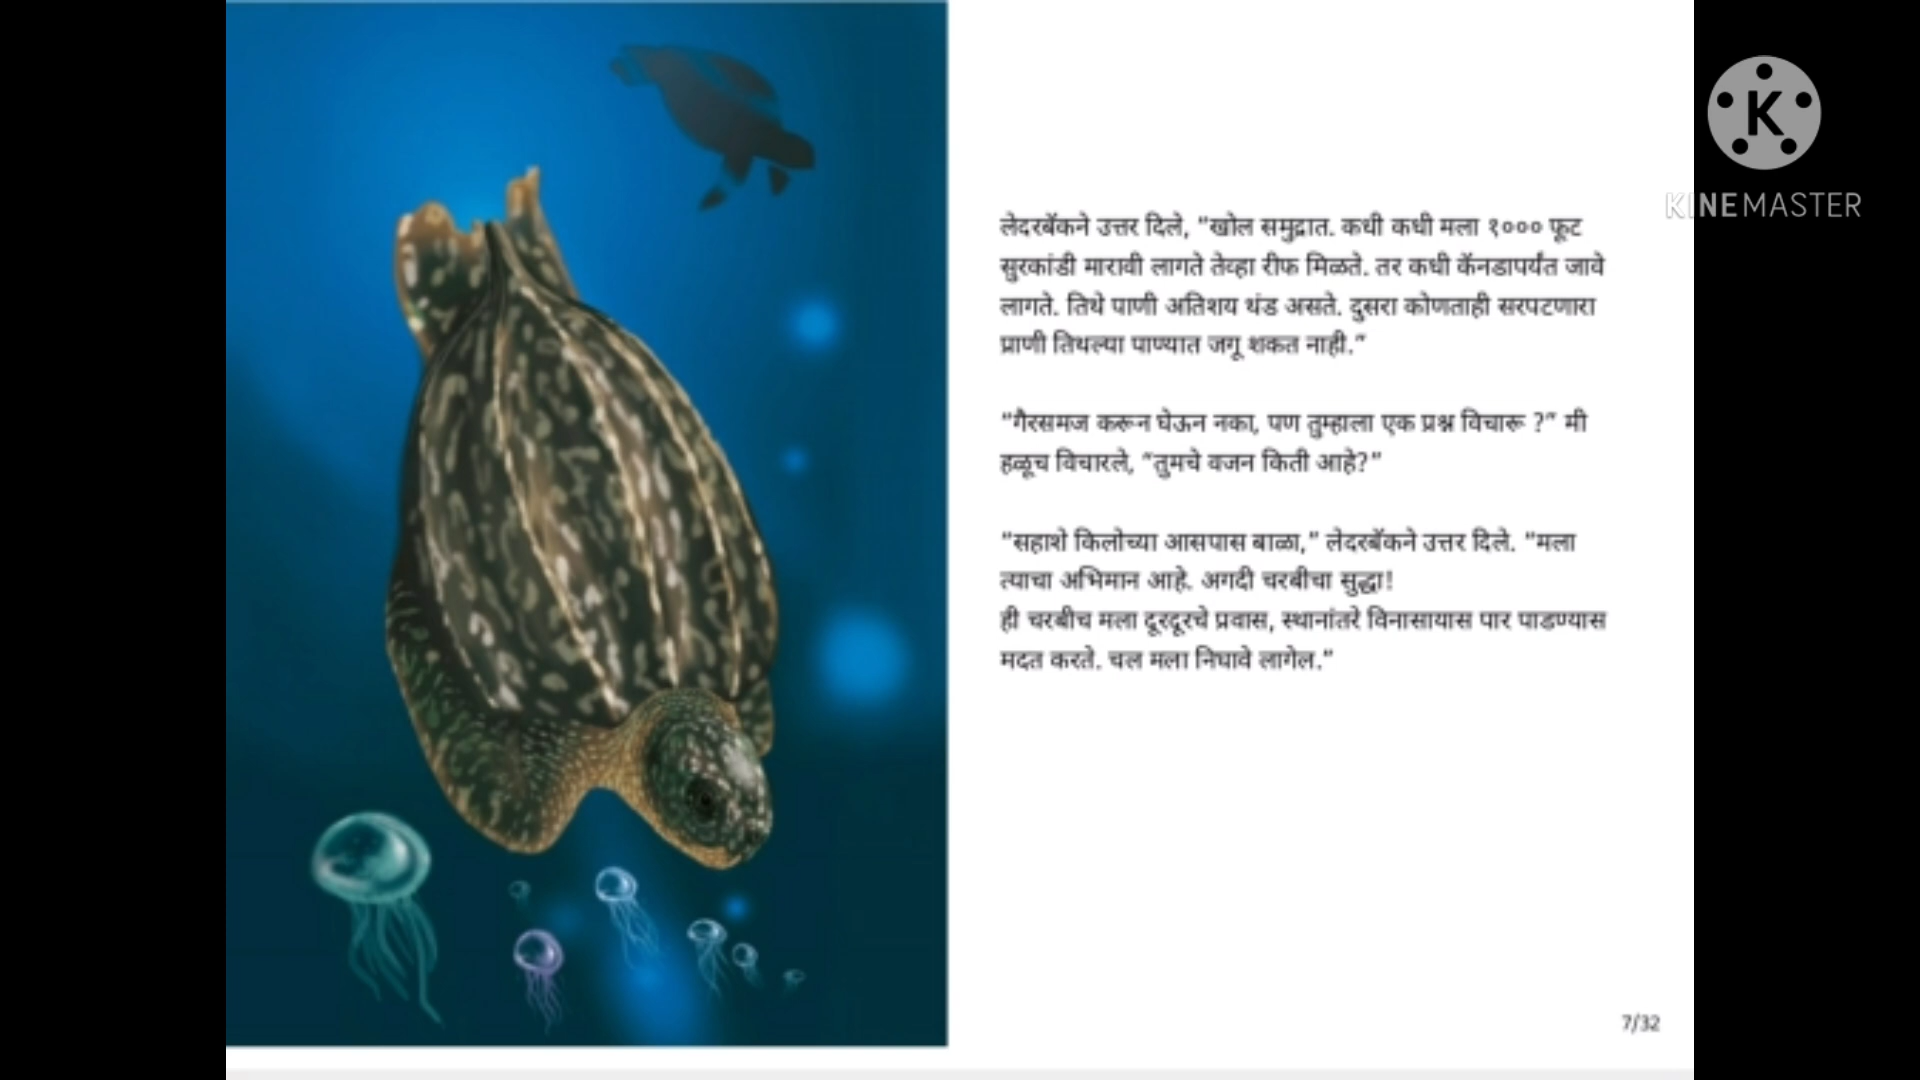 लेदरबॅकने उत्तर दिले, "खोल समुद्रात. कधी कधी मला १००० फूट
सुरकांडी मारावी लागते तेव्हा रीफ मिळते. तर कधी कॅनडापर्यंत जावे
लागते. तिथे पाणी अतिशय थंड असते. दुसरा कोणताही सरपटणारा
प्राणी तिथल्या पाण्यात जगू शकत नाही."
"गैरसमज करून घेऊन नका, पण तुम्हाला एक प्रश्न विचारू ?" मी
हळूच विचारले, "तुमचे वजन किती आहे?"
"सहाशे किलोच्या आसपास बाळा," लेदरबॅकने उत्तर दिले. "मला
त्याचा अभिमान आहे. अगदी चरबीचा सुद्धा!
ही चरबीच मला दूरदूरचे प्रवास, स्थानांतरे विनासायास पार पाडण्यास
मदत करते. चल मला निघावे लागेल."
7/32
K
KINEMASTER